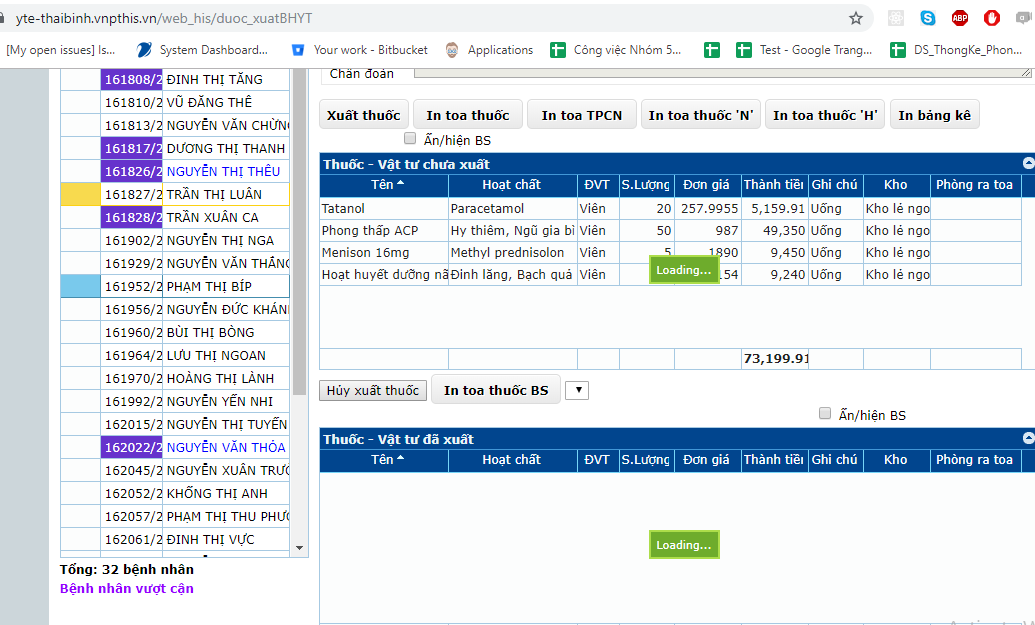 yte-thaibinh.vnpthis.vn/web_his/duoc_xuatBHYT
ABP
[My open issues] Is... System Dashboard... Your work - Bitbucket Applications Công việc Nhóm 5... Test - Google Trang... DS_ThongKe_Phon...
161808/2 ĐINH THỊ TĂNG
161810/2 VŨ ĐĂNG THÊ
161813/2 NGUYỄN VĂN CHỪN
161817/2 DƯƠNG THỊ THANH
161826/2 NGUYỄN THỊ THÊU
161827/2 TRẦN THỊ LUÂN
161828/2 TRẦN XUÂN CA
161902/2 NGUYỄN THỊ NGA
161929/2 NGUYỄN VĂN THẮNG
161952/2 PHẠM THỊ BÍP
161956/2 NGUYỄN ĐỨC KHÁNH
161960/2 BÙI THỊ BÒNG
161964/2 LƯU THỊ NGOAN
161970/2 HOÀNG THỊ LÀNH
161992/2 NGUYỄN YẾN NHI
162015/2 NGUYỄN THỊ TUYẾN
162022/2 NGUYỄN VĂN THÓA
162045/2 NGUYỄN XUÂN TRƯ
162052/2 KHỔNG THỊ ANH
162057/2 PHẠM THỊ THU PHƯ
162061/2 ĐINH THỊ VỰC
Tổng: 32 bệnh nhân
Bệnh nhân vượt cận
Chẩn đoán
Xuất thuốc In toa thuốc In toa TPCN In toa thuốc 'N' In toa thuốc 'H' In bảng kê
Ẩn/hiện BS
Thuốc - Vật tư chưa xuất
Tên Hoạt chất ĐVT S.Lượng Đơn giá Thành tiền Ghi chú Kho Phòng ra toa
Tatanol Paracetamol Viên 20 257.9955 5,159.91 Uống Kho lẻ ngo
Phong thấp ACP Hy thiêm, Ngũ gia bì Viên 50 987 49,350 Uống Kho lẻ ngo
Menison 16mg Methyl prednisolon Viên 5 1890 9,450 Uống Kho lẻ ngo
Hoạt huyết dưỡng nã Đinh lăng, Bạch quả Viên 154 9,240 Uống Kho lẻ ngo
Loading...
73,199.91
Hủy xuất thuốc In toa thuốc BS
Ẩn/hiện BS
Thuốc - Vật tư đã xuất
Tên Hoạt chất ĐVT S.Lượng Đơn giá Thành tiền Ghi chú Kho Phòng ra toa
Loading...